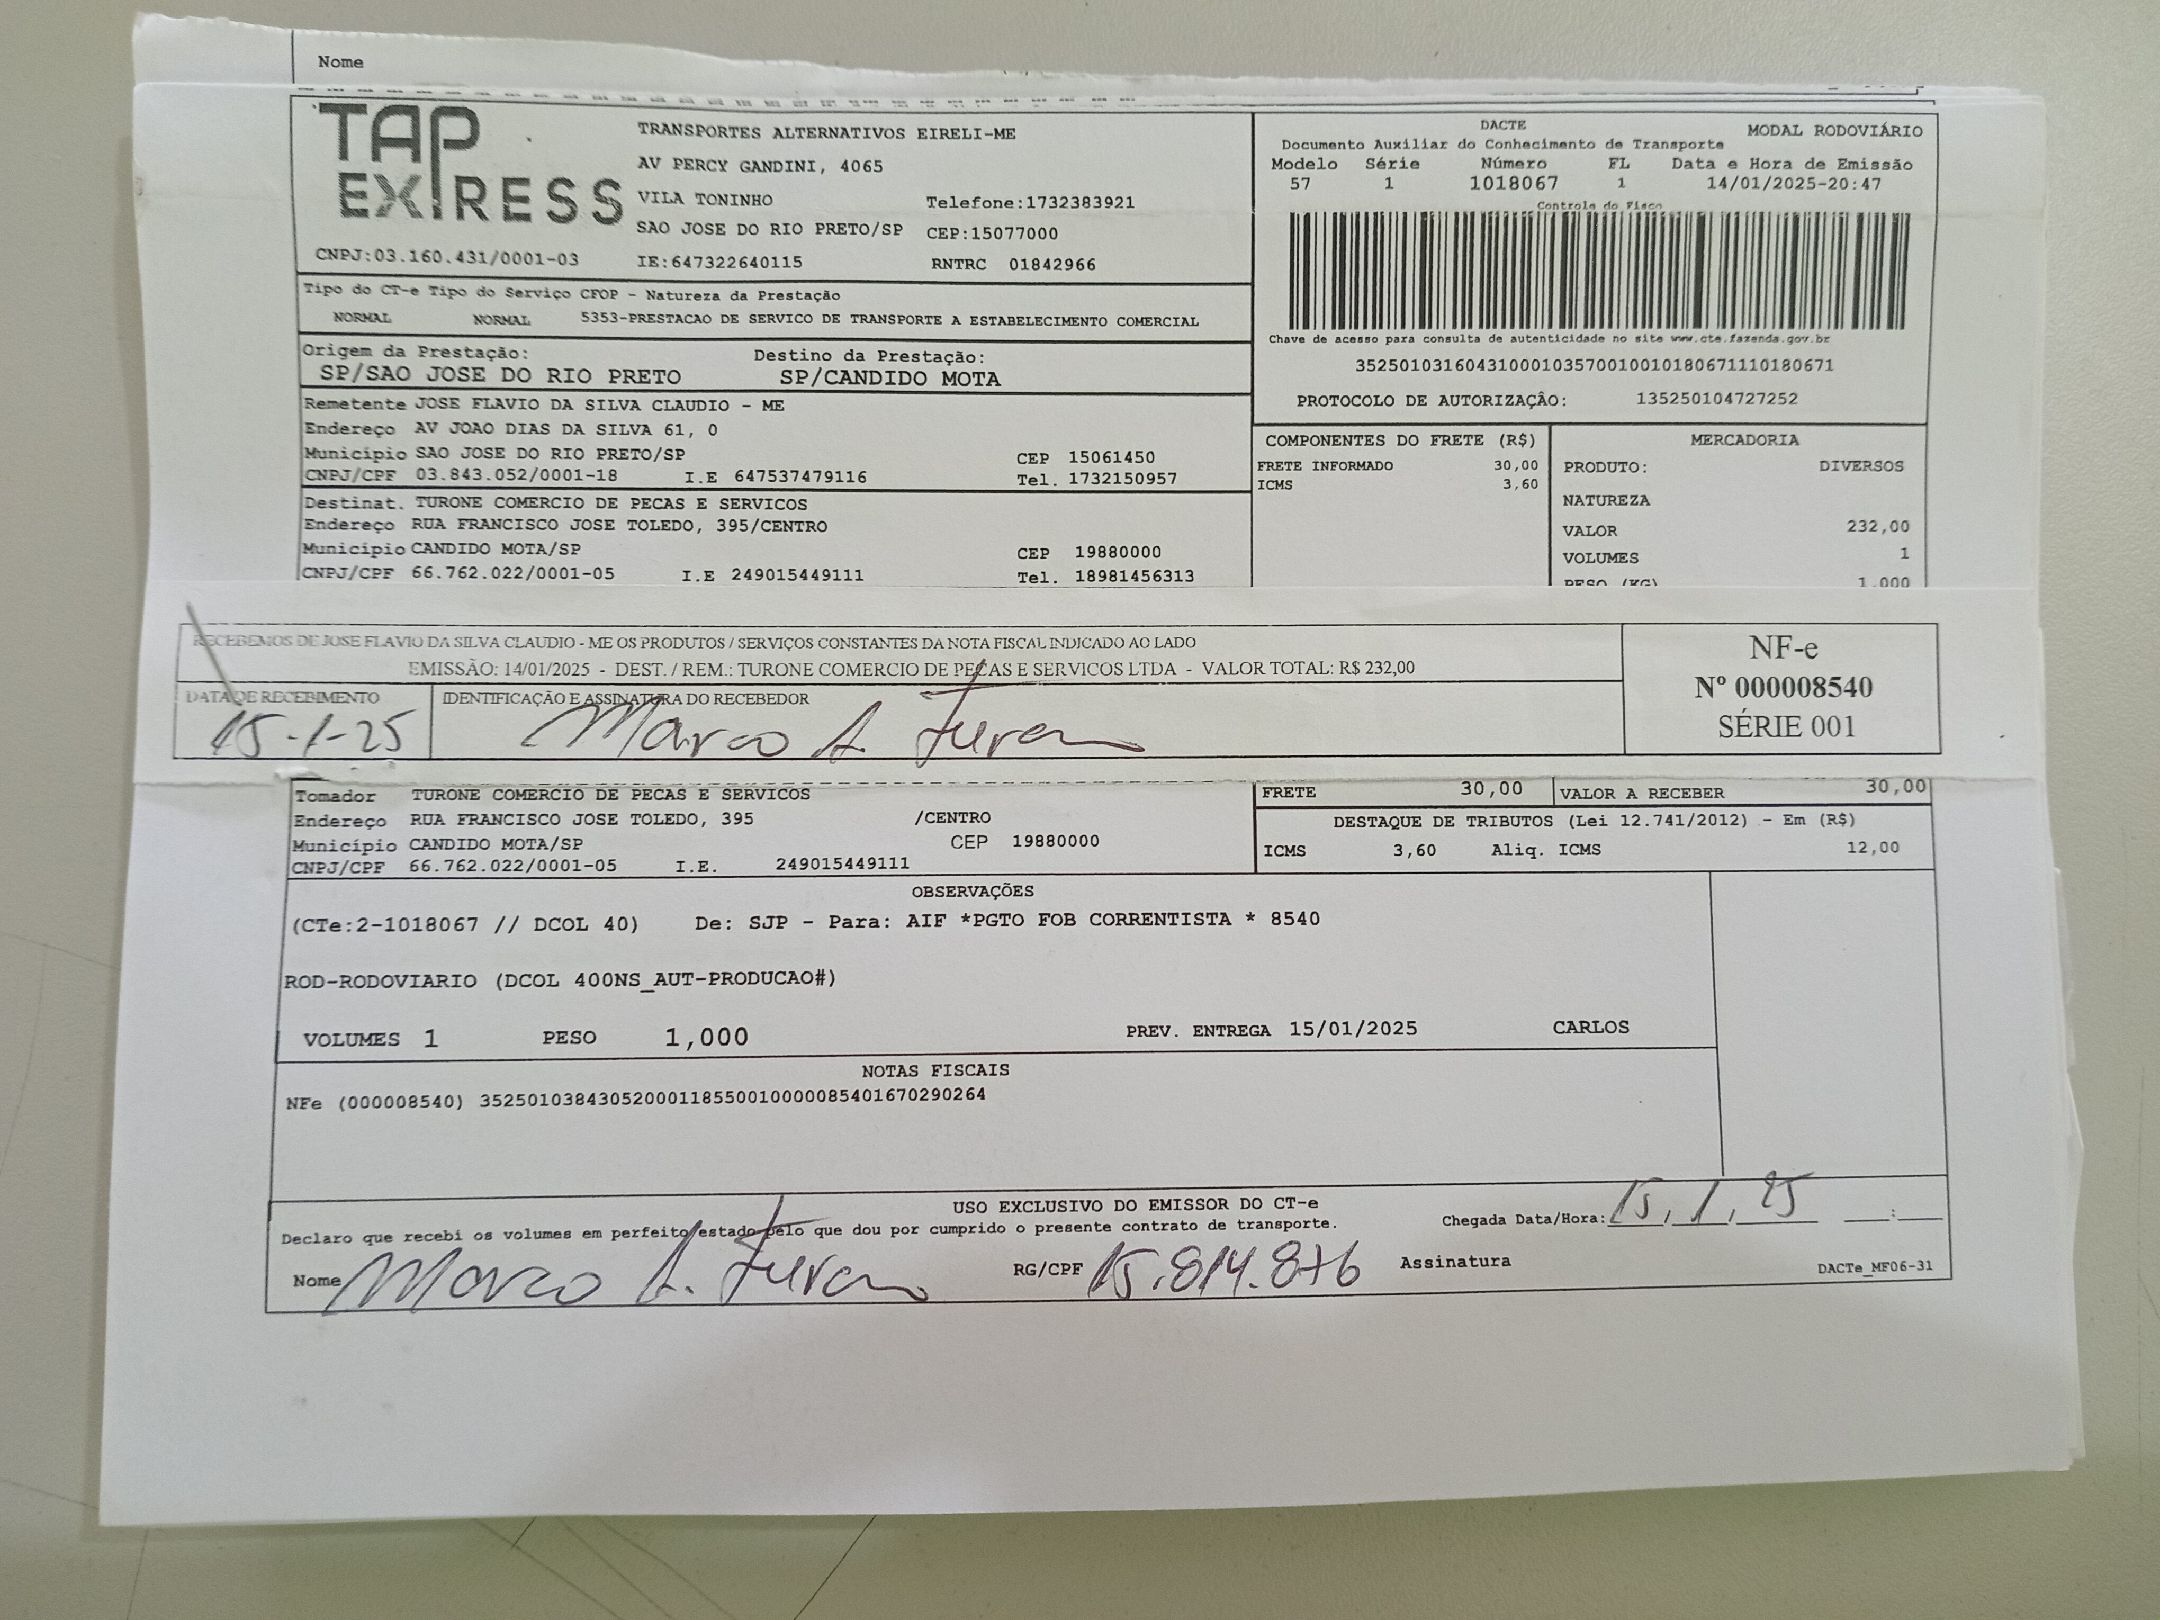 Nome
TAP EXPRESS
TRANSPORTES ALTERNATIVOS EIRELI-ME
AV PERCY GANDINI, 4065
VILA TONINHO Telefone:1732383921
SAO JOSE DO RIO PRETO/SP CEP:15077000
CNPJ:03.160.431/0001-03 IE:647322640115 RNTRC 01842966
DACTE MODAL RODOVIÁRIO
Documento Auxiliar do Conhecimento de Transporte
Modelo Série Número FL Data e Hora de Emissão
57 1 1018067 1 14/01/2025-20:47
Controle do Fisco
Chave de acesso para consulta de autenticidade no site www.cte.fazenda.gov.br
35250103160431000103570010010180671110180671
PROTOCOLO DE AUTORIZAÇÃO: 135250104727252
Tipo do CT-e Tipo do Serviço CFOP - Natureza da Prestação
NORMAL NORMAL 5353-PRESTACAO DE SERVICO DE TRANSPORTE A ESTABELECIMENTO COMERCIAL
Origem da Prestação: Destino da Prestação:
SP/SAO JOSE DO RIO PRETO SP/CANDIDO MOTA
Remetente JOSE FLAVIO DA SILVA CLAUDIO - ME
Endereço AV JOAO DIAS DA SILVA 61, 0
Município SAO JOSE DO RIO PRETO/SP CEP 15061450
CNPJ/CPF 03.843.052/0001-18 I.E 647537479116 Tel. 1732150957
Destinat. TURONE COMERCIO DE PECAS E SERVICOS
Endereço RUA FRANCISCO JOSE TOLEDO, 395/CENTRO
Município CANDIDO MOTA/SP CEP 19880000
CNPJ/CPF 66.762.022/0001-05 I.E 249015449111 Tel. 18981456313
COMPONENTES DO FRETE (R$)
FRETE INFORMADO 30,00
ICMS 3,60
MERCADORIA
PRODUTO: DIVERSOS
NATUREZA
VALOR 232,00
VOLUMES 1
PESO (KG) 1,000
RECEBEMOS DE JOSE FLAVIO DA SILVA CLAUDIO - ME OS PRODUTOS / SERVIÇOS CONSTANTES DA NOTA FISCAL INDICADO AO LADO
EMISSÃO: 14/01/2025 - DEST. / REM.: TURONE COMERCIO DE PECAS E SERVICOS LTDA - VALOR TOTAL: R$ 232,00
DATA DE RECEBIMENTO IDENTIFICAÇÃO E ASSINATURA DO RECEBEDOR
15-1-25 Marco A.
NF-e
Nº 000008540
SÉRIE 001
Tomador TURONE COMERCIO DE PECAS E SERVICOS
Endereço RUA FRANCISCO JOSE TOLEDO, 395 /CENTRO
Município CANDIDO MOTA/SP CEP 19880000
CNPJ/CPF 66.762.022/0001-05 I.E. 249015449111
FRETE 30,00 VALOR A RECEBER 30,00
DESTAQUE DE TRIBUTOS (Lei 12.741/2012) - Em (R$)
ICMS 3,60 Aliq. ICMS 12,00
OBSERVAÇÕES
(CTe:2-1018067 // DCOL 40) De: SJP - Para: AIF *PGTO FOB CORRENTISTA * 8540
ROD-RODOVIARIO (DCOL 400NS_AUT-PRODUCAO#)
VOLUMES 1 PESO 1,000 PREV. ENTREGA 15/01/2025 CARLOS
NOTAS FISCAIS
NFe (000008540) 35250103843052000118550010000085401670290264
USO EXCLUSIVO DO EMISSOR DO CT-e
Declaro que recebi os volumes em perfeito estado pelo que dou por cumprido o presente contrato de transporte.
Chegada Data/Hora: 15/1/25 __:__
Nome Marco A. RG/CPF 15.814.876 Assinatura
DACTe_MF06-31